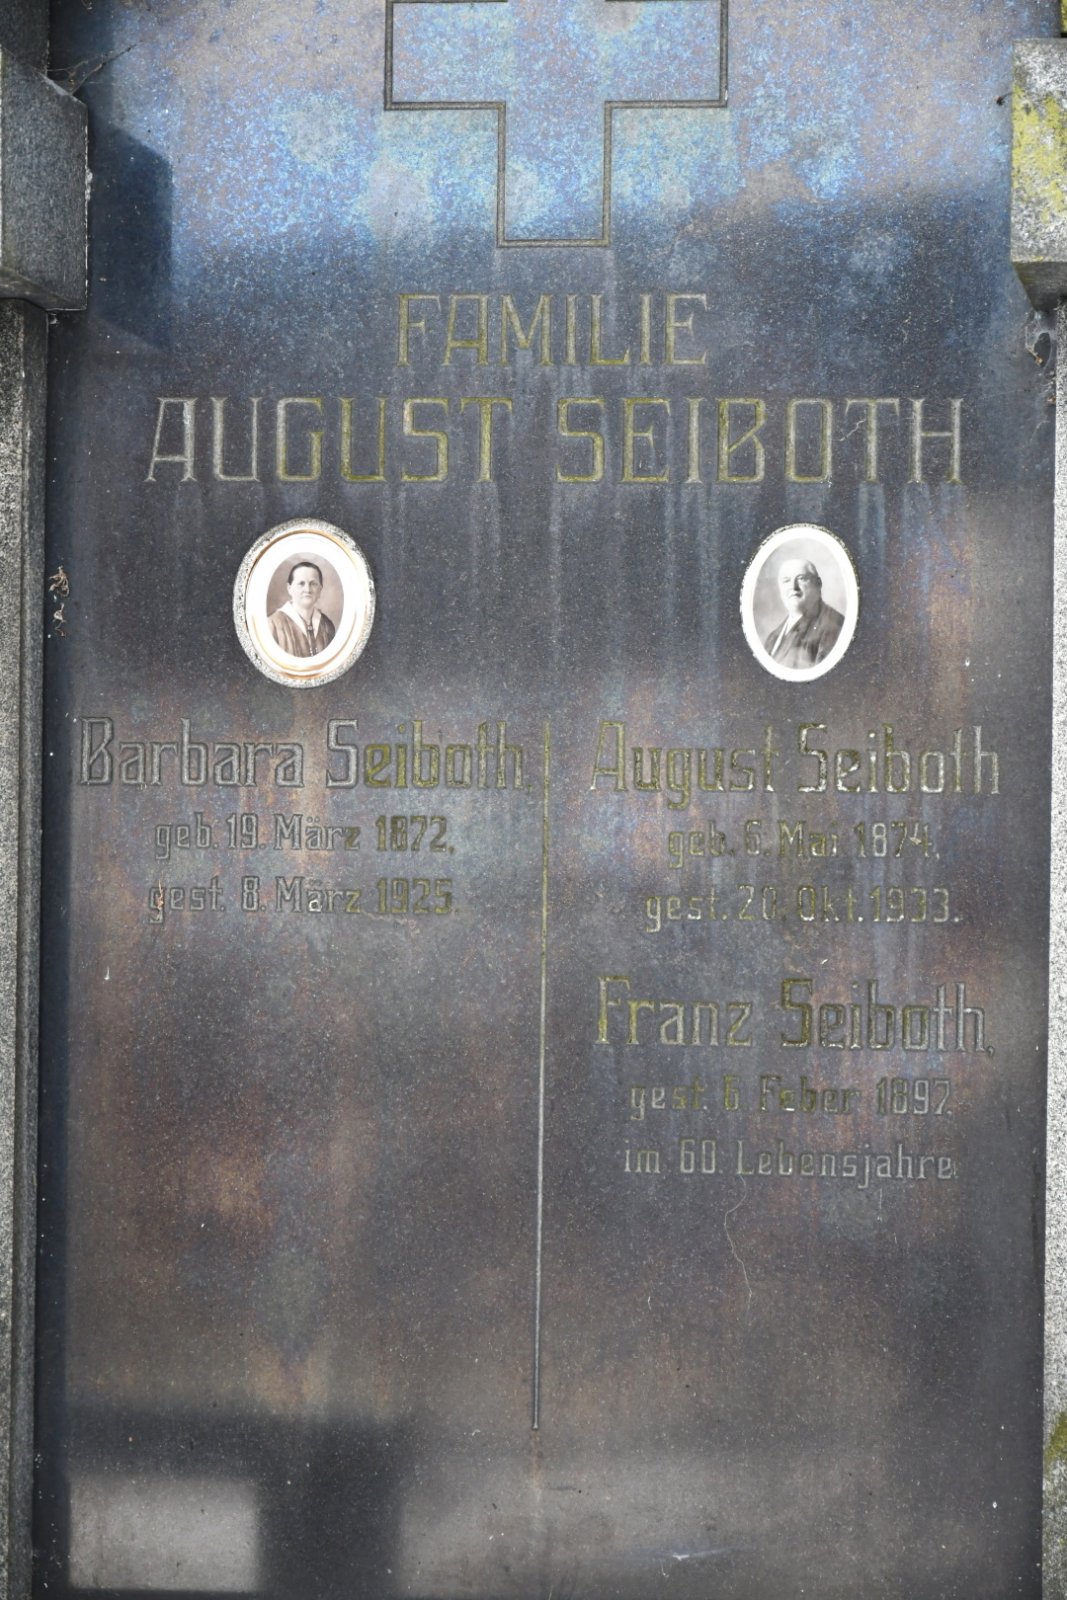 FAMILIE
AUGUST SEIBOTH
Barbara Seiboth,
geb. 19. März 1872,
gest. 8. März 1925.
August Seiboth
geb. 6. Mai 1874,
gest. 20. Okt. 1933.
Franz Seiboth,
gest. 6. Feber 1897.
im 60. Lebensjahre.